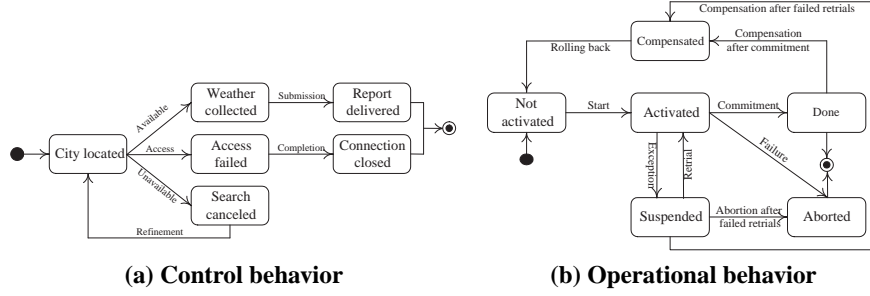 Compensation after failed retrials
Compensated
Compensation
after commitment
Rolling back
Weather
collected
Submission
Report
delivered
Available
Not
activated
Start
Activated
Commitment
Done
City located
Access
Access
failed
Completion
Connection
closed
Unavailable
Search
canceled
Refinement
Exception
Retrial
Failure
Suspended
Abortion after
failed retrials
Aborted
(a) Control behavior
(b) Operational behavior